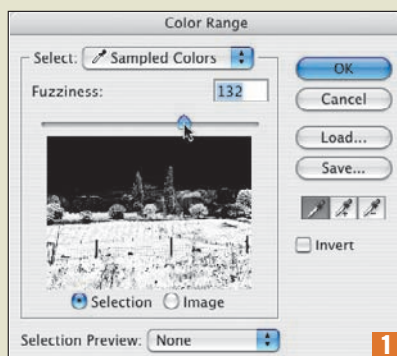 Color Range
Select: Sampled Colors
OK
Fuzziness: 132
Cancel
Load...
Save...
Invert
Selection Image
Selection Preview: None
1